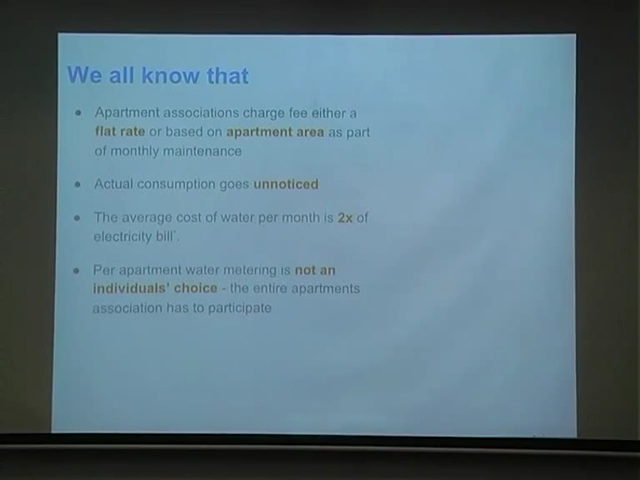 We all know that
● Apartment associations charge fee either a
flat rate or based on apartment area as part
of monthly maintenance
● Actual consumption goes unnoticed
● The average cost of water per month is 2x of
electricity bill*.
● Per apartment water metering is not an
individuals' choice - the entire apartments
association has to participate